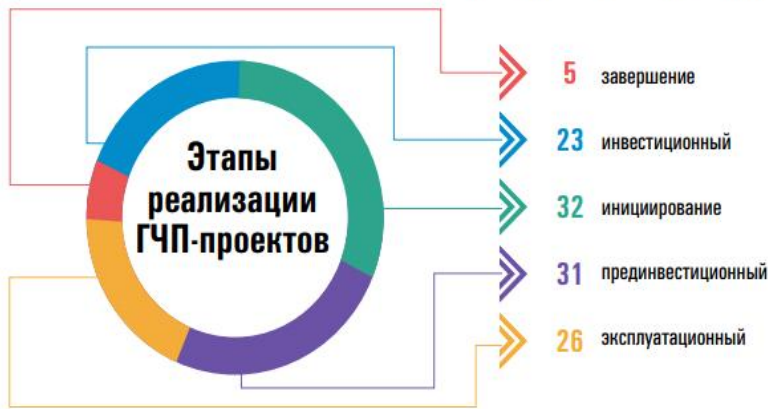 Этапы
реализации
ГЧП-проектов
5 завершение
23 инвестиционный
32 инициирование
31 прединвестиционный
26 эксплуатационный